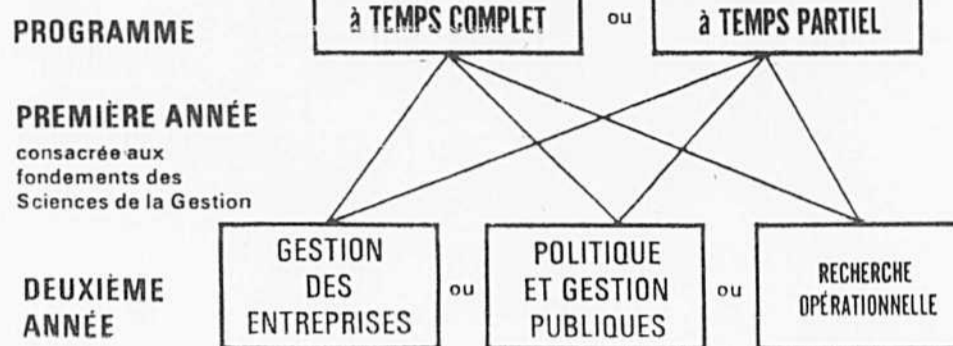 PROGRAMME
à TEMPS COMPLET ou à TEMPS PARTIEL
PREMIÈRE ANNÉE
consacrée aux
fondements des
Sciences de la Gestion
DEUXIÈME
ANNÉE
GESTION
DES
ENTREPRISES
ou
POLITIQUE
ET GESTION
PUBLIQUES
ou
RECHERCHE
OPÉRATIONNELLE